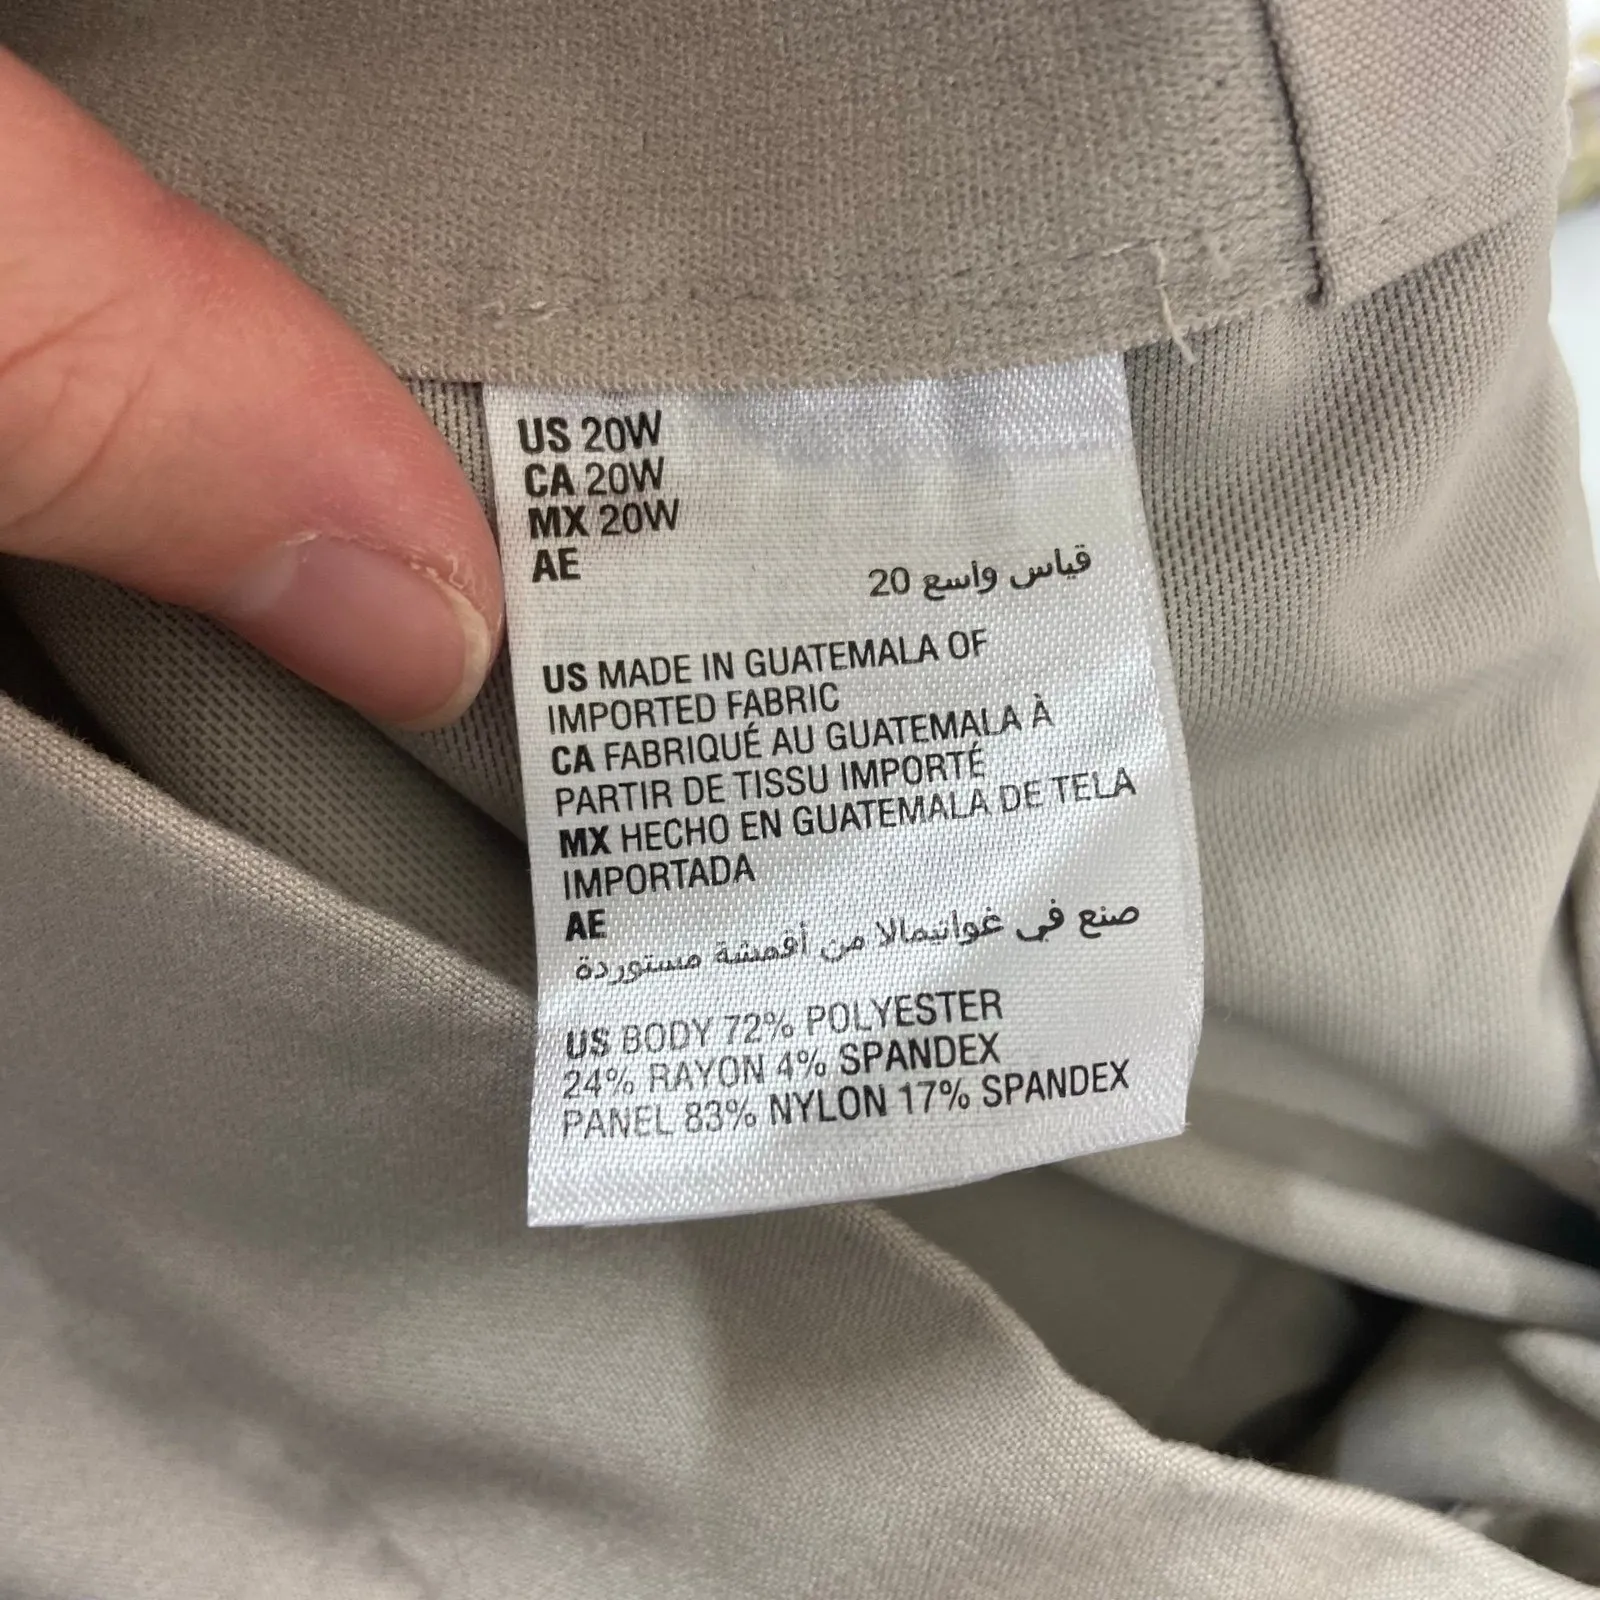 US 20W
CA 20W
MX 20W
AE
قياس واسع 20
US MADE IN GUATEMALA OF
IMPORTED FABRIC
CA FABRIQUÉ AU GUATEMALA À
PARTIR DE TISSU IMPORTÉ
MX HECHO EN GUATEMALA DE TELA
IMPORTADA
AE
صنع في غواتيمالا من أقمشة مستوردة
US BODY 72% POLYESTER
24% RAYON 4% SPANDEX
PANEL 83% NYLON 17% SPANDEX